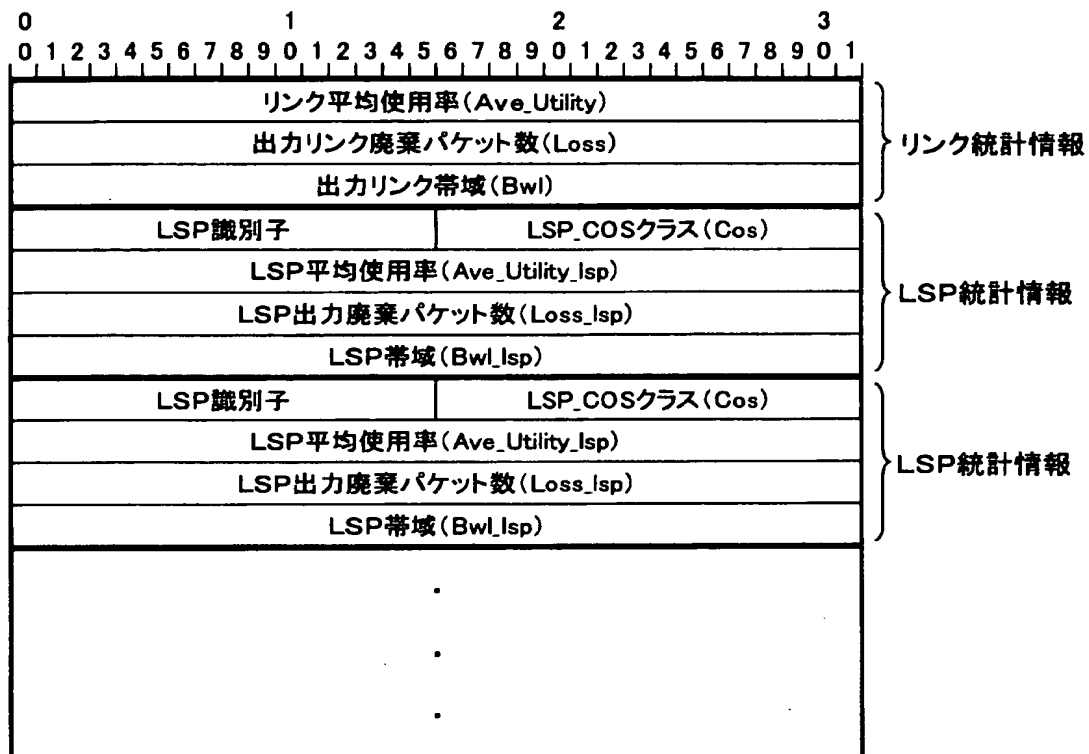 0 1 2 3
0 1 2 3 4 5 6 7 8 9 0 1 2 3 4 5 6 7 8 9 0 1 2 3 4 5 6 7 8 9 0 1
リンク平均使用率(Ave_Utility)
出力リンク廃棄パケット数(Loss)
出力リンク帯域(Bwl)
リンク統計情報
LSP識別子 LSP_COSクラス(Cos)
LSP平均使用率(Ave_Utility_lsp)
LSP出力廃棄パケット数(Loss_lsp)
LSP帯域(Bwl_lsp)
LSP統計情報
LSP識別子 LSP_COSクラス(Cos)
LSP平均使用率(Ave_Utility_lsp)
LSP出力廃棄パケット数(Loss_lsp)
LSP帯域(Bwl_lsp)
LSP統計情報